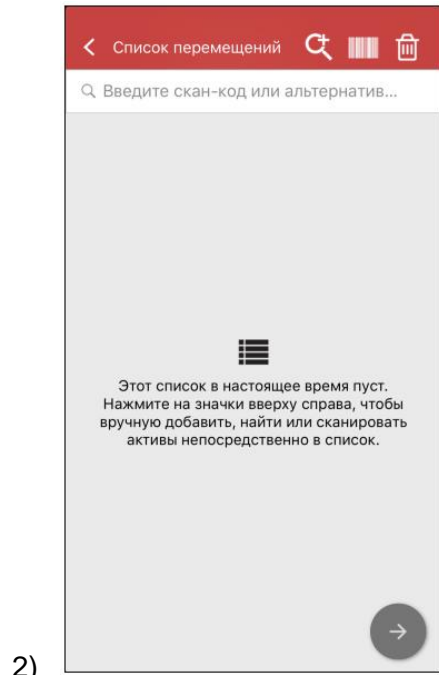 Список перемещений
Введите скан-код или альтернатив...
Этот список в настоящее время пуст.
Нажмите на значки вверху справа, чтобы
вручную добавить, найти или сканировать
активы непосредственно в список.
2)